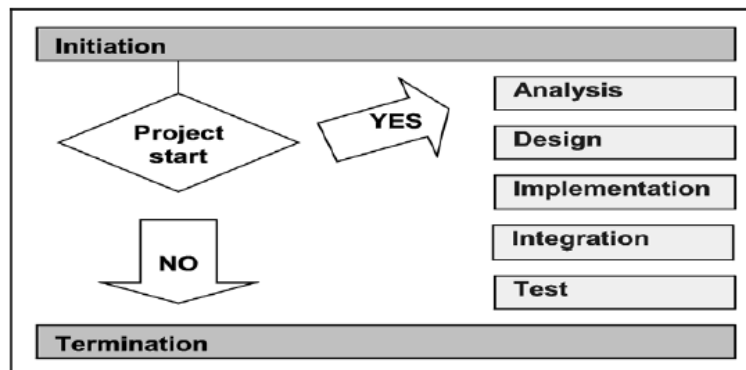 Initiation
Project
start
YES
NO
Analysis
Design
Implementation
Integration
Test
Termination